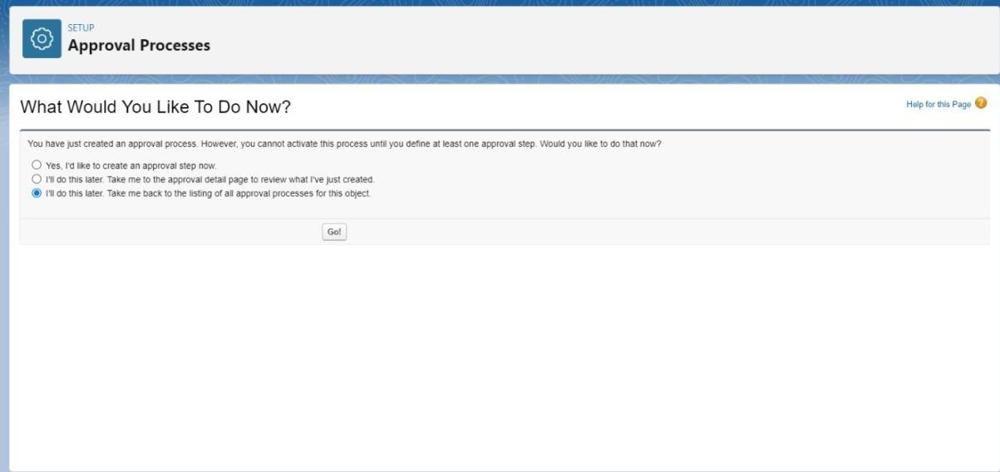 SETUP
Approval Processes
What Would You Like To Do Now?
Help for this Page ?
You have just created an approval process. However, you cannot activate this process until you define at least one approval step. Would you like to do that now?
Yes, I'd like to create an approval step now.
I'll do this later. Take me to the approval detail page to review what I've just created.
I'll do this later. Take me back to the listing of all approval processes for this object.
Go!